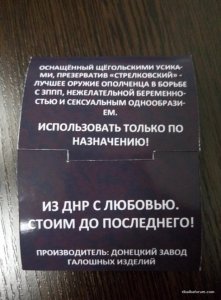 ОСНАЩЁННЫЙ ЩЁГОЛЬСКИМИ УСИКА-
МИ, ПРЕЗЕРВАТИВ «СТРЕЛКОВСКИЙ» -
ЛУЧШЕЕ ОРУЖИЕ ОПОЛЧЕНЦА В БОРЬБЕ
С ЗППП, НЕЖЕЛАТЕЛЬНОЙ БЕРЕМЕННО-
СТЬЮ И СЕКСУАЛЬНЫМ ОДНООБРАЗИ-
ЕМ.
ИСПОЛЬЗОВАТЬ ТОЛЬКО ПО
НАЗНАЧЕНИЮ!
ИЗ ДНР С ЛЮБОВЬЮ.
СТОИМ ДО ПОСЛЕДНЕГО!
ПРОИЗВОДИТЕЛЬ: ДОНЕЦКИЙ ЗАВОД
ГАЛОШНЫХ ИЗДЕЛИЙ